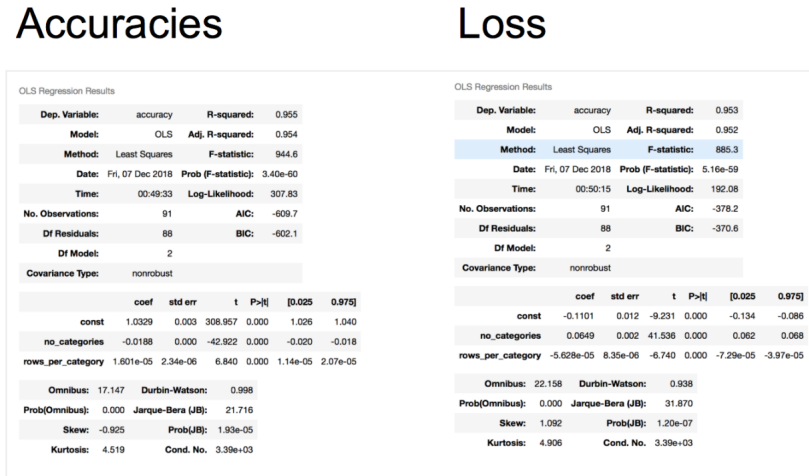 Accuracies
OLS Regression Results
Dep. Variable: accuracy R-squared: 0.955
Model: OLS Adj. R-squared: 0.954
Method: Least Squares F-statistic: 944.6
Date: Fri, 07 Dec 2018 Prob (F-statistic): 3.40e-60
Time: 00:49:33 Log-Likelihood: 307.83
No. Observations: 91 AIC: -609.7
Df Residuals: 88 BIC: -602.1
Df Model: 2
Covariance Type: nonrobust
coef std err t P>|t| [0.025 0.975]
const 1.0329 0.003 308.957 0.000 1.026 1.040
no_categories -0.0188 0.000 -42.922 0.000 -0.020 -0.018
rows_per_category 1.601e-05 2.34e-06 6.840 0.000 1.14e-05 2.07e-05
Omnibus: 17.147 Durbin-Watson: 0.998
Prob(Omnibus): 0.000 Jarque-Bera (JB): 21.716
Skew: -0.925 Prob(JB): 1.93e-05
Kurtosis: 4.519 Cond. No. 3.39e+03
Loss
OLS Regression Results
Dep. Variable: accuracy R-squared: 0.953
Model: OLS Adj. R-squared: 0.952
Method: Least Squares F-statistic: 885.3
Date: Fri, 07 Dec 2018 Prob (F-statistic): 5.16e-59
Time: 00:50:15 Log-Likelihood: 192.08
No. Observations: 91 AIC: -378.2
Df Residuals: 88 BIC: -370.6
Df Model: 2
Covariance Type: nonrobust
coef std err t P>|t| [0.025 0.975]
const -0.1101 0.012 -9.231 0.000 -0.134 -0.086
no_categories 0.0649 0.002 41.536 0.000 0.062 0.068
rows_per_category -5.628e-05 8.35e-06 -6.740 0.000 -7.29e-05 -3.97e-05
Omnibus: 22.158 Durbin-Watson: 0.938
Prob(Omnibus): 0.000 Jarque-Bera (JB): 31.870
Skew: 1.092 Prob(JB): 1.20e-07
Kurtosis: 4.906 Cond. No. 3.39e+03